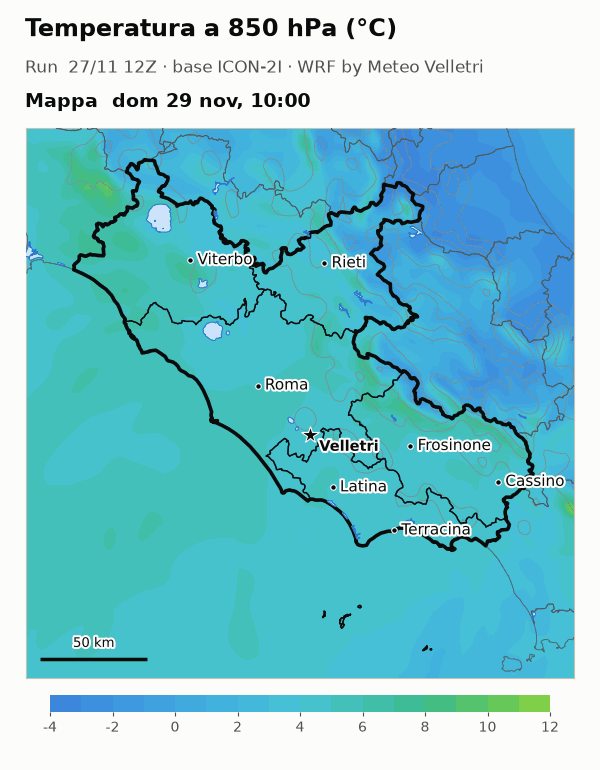 Temperatura a 850 hPa (°C)
Run  27/11 12Z · base ICON-2I · WRF by Meteo Velletri
Mappa  dom 29 nov, 10:00
Viterbo
Rieti
Roma
Velletri
Frosinone
Latina
Cassino
Terracina
50 km
-4 -2 0 2 4 6 8 10 12